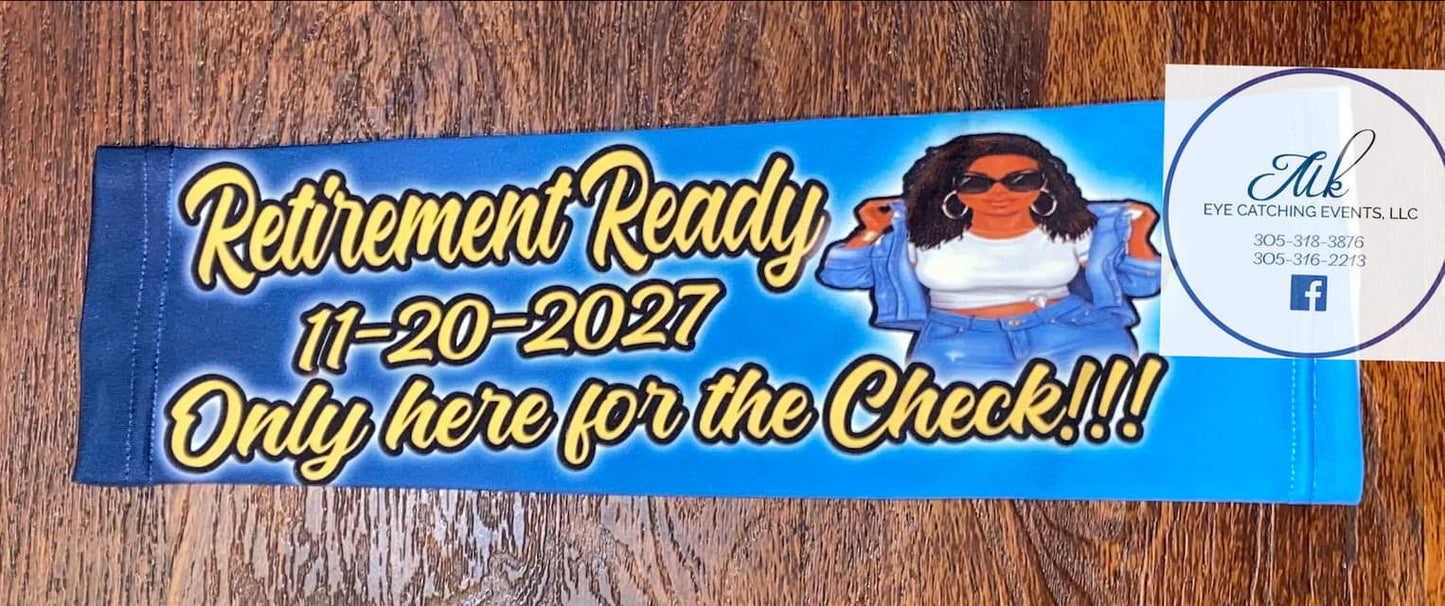 Retirement Ready
11-20-2027
Only here for the Check!!!
Mk
EYE CATCHING EVENTS, LLC
305-318-3876
305-316-2213
f